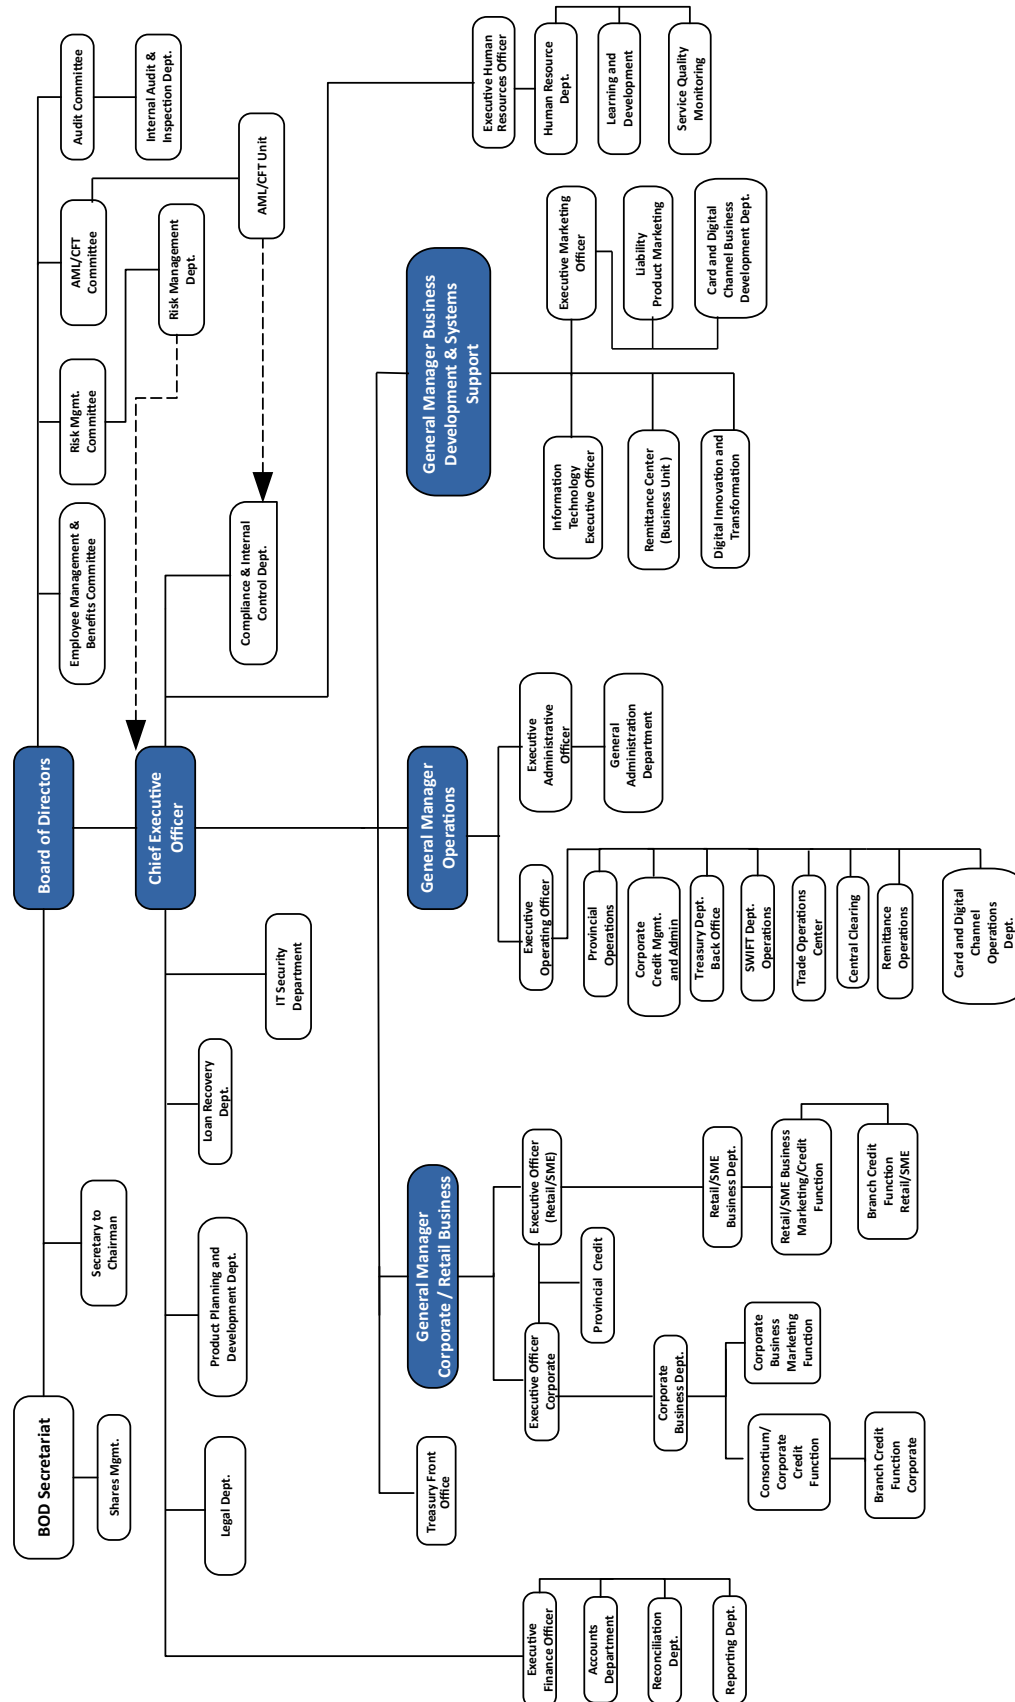 BOD Secretariat
Board of Directors
Shares Mgmt.
Secretary to
Chairman
Employee Management &
Benefits Committee
Risk Mgmt.
Committee
AML/CFT
Committee
Audit Committee
Risk Management
Dept.
Internal Audit &
Inspection Dept.
AML/CFT Unit
Chief Executive
Officer
Legal Dept.
Product Planning and
Development Dept.
Loan Recovery
Dept.
IT Security
Department
Compliance & Internal
Control Dept.
Treasury Front
Office
General Manager
Corporate / Retail Business
General Manager
Operations
General Manager Business
Development & Systems
Support
Executive Human
Resources Officer
Human Resource
Dept.
Learning and
Development
Service Quality
Monitoring
Executive
Finance Officer
Accounts
Department
Reconciliation
Dept.
Reporting Dept.
Executive Officer
Corporate
Executive Officer
(Retail/SME)
Provincial  Credit
Corporate
Business Dept.
Consortium/
Corporate
Credit
Function
Corporate
Business
Marketing
Function
Branch Credit
Function
Corporate
Retail/SME
Business Dept.
Retail/SME Business
Marketing/Credit
Function
Branch Credit
Function
Retail/SME
Executive
Operating Officer
Provincial
Operations
Corporate
Credit Mgmt.
and Admin
Treasury Dept.
Back Office
SWIFT Dept.
Operations
Trade Operations
Center
Central Clearing
Remittance
Operations
Card and Digital
Channel
Operations
Dept.
Executive
Administrative
Officer
General
Administration
Department
Information
Technology
Executive Officer
Remittance Center
(Business Unit )
Digital Innovation and
Transformation
Executive Marketing
Officer
Liability
Product Marketing
Card and Digital
Channel Business
Development Dept.